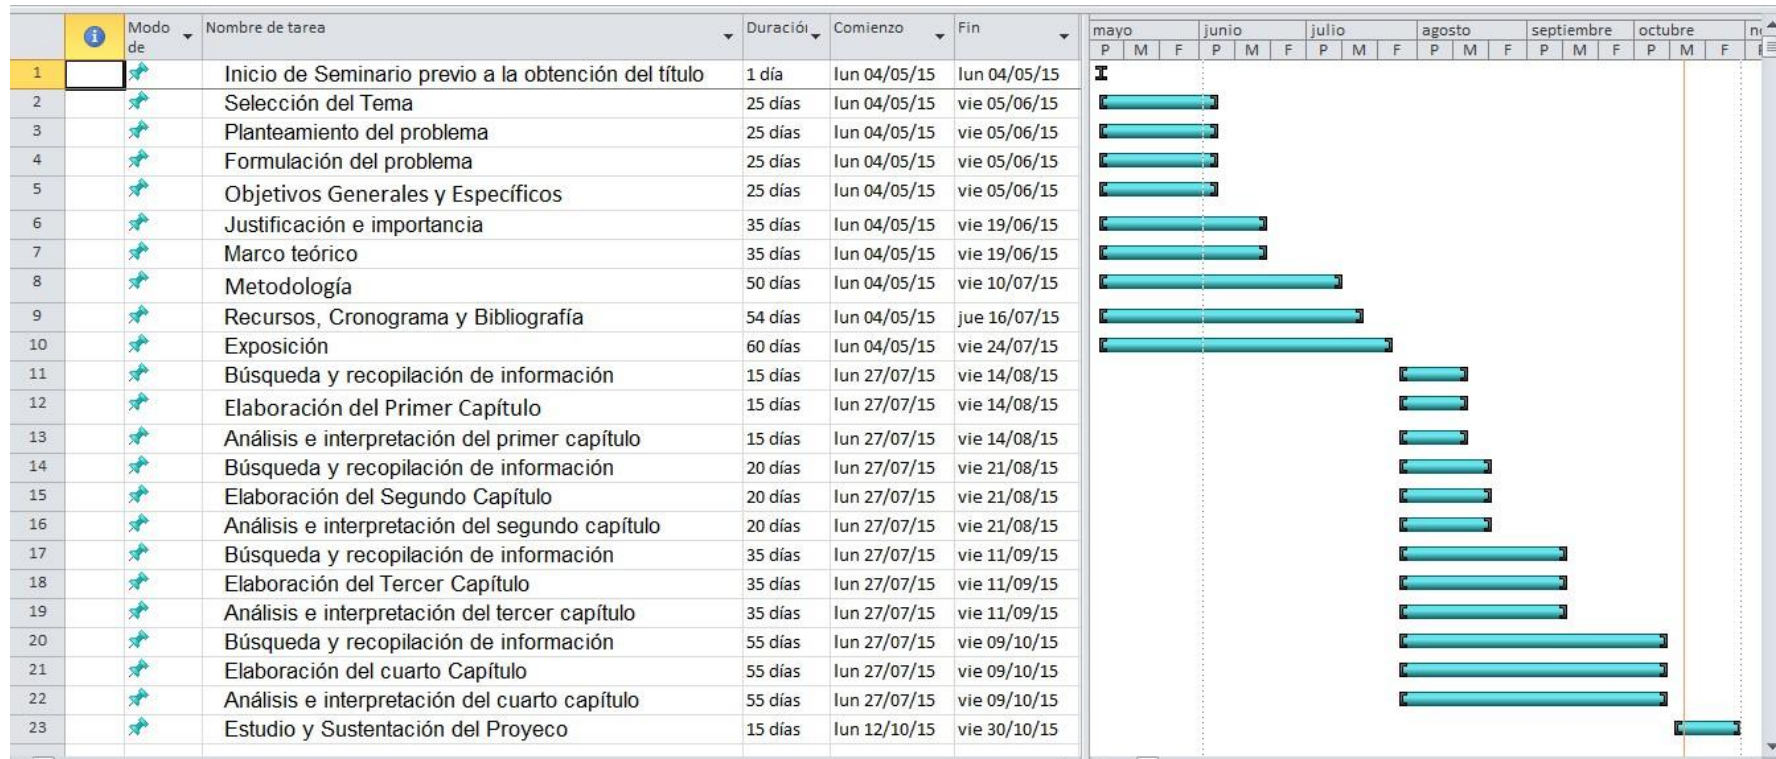 Modo de Nombre de tarea Duración Comienzo Fin
mayo junio julio agosto septiembre octubre
P M F P M F P M F P M F P M F P M F
1 Inicio de Seminario previo a la obtención del título 1 día lun 04/05/15 lun 04/05/15
2 Selección del Tema 25 días lun 04/05/15 vie 05/06/15
3 Planteamiento del problema 25 días lun 04/05/15 vie 05/06/15
4 Formulación del problema 25 días lun 04/05/15 vie 05/06/15
5 Objetivos Generales y Específicos 25 días lun 04/05/15 vie 05/06/15
6 Justificación e importancia 35 días lun 04/05/15 vie 19/06/15
7 Marco teórico 35 días lun 04/05/15 vie 19/06/15
8 Metodología 50 días lun 04/05/15 vie 10/07/15
9 Recursos, Cronograma y Bibliografía 54 días lun 04/05/15 jue 16/07/15
10 Exposición 60 días lun 04/05/15 vie 24/07/15
11 Búsqueda y recopilación de información 15 días lun 27/07/15 vie 14/08/15
12 Elaboración del Primer Capítulo 15 días lun 27/07/15 vie 14/08/15
13 Análisis e interpretación del primer capítulo 15 días lun 27/07/15 vie 14/08/15
14 Búsqueda y recopilación de información 20 días lun 27/07/15 vie 21/08/15
15 Elaboración del Segundo Capítulo 20 días lun 27/07/15 vie 21/08/15
16 Análisis e interpretación del segundo capítulo 20 días lun 27/07/15 vie 21/08/15
17 Búsqueda y recopilación de información 35 días lun 27/07/15 vie 11/09/15
18 Elaboración del Tercer Capítulo 35 días lun 27/07/15 vie 11/09/15
19 Análisis e interpretación del tercer capítulo 35 días lun 27/07/15 vie 11/09/15
20 Búsqueda y recopilación de información 55 días lun 27/07/15 vie 09/10/15
21 Elaboración del cuarto Capítulo 55 días lun 27/07/15 vie 09/10/15
22 Análisis e interpretación del cuarto capítulo 55 días lun 27/07/15 vie 09/10/15
23 Estudio y Sustentación del Proyeco 15 días lun 12/10/15 vie 30/10/15